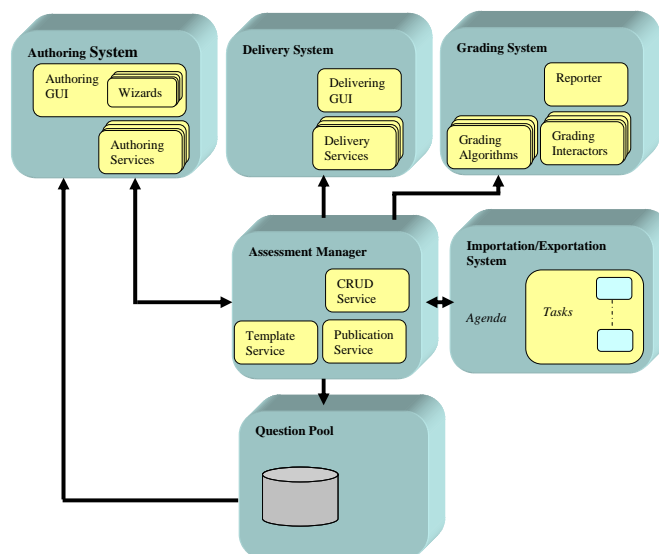 Authoring System
Authoring
GUI
Wizards
Authoring
Services
Delivery System
Delivering
GUI
Delivery
Services
Grading System
Reporter
Grading
Algorithms
Grading
Interactors
Assessment Manager
CRUD
Service
Template
Service
Publication
Service
Importation/Exportation
System
Agenda
Tasks
Question Pool